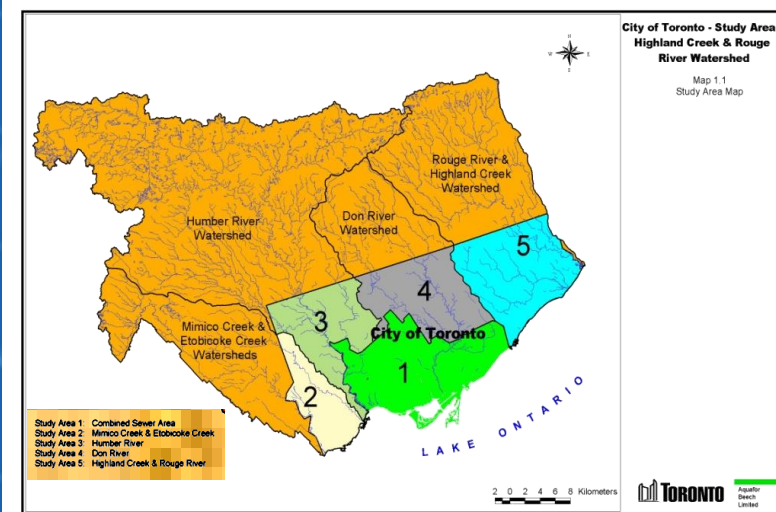 City of Toronto - Study Area
Highland Creek & Rouge
River Watershed
Map 1.1
Study Area Map
N
W E
S
Rouge River &
Highland Creek
Watershed
Humber River
Watershed
Don River
Watershed
5
4
3
City of Toronto
Mimico Creek &
Etobicoke Creek
Watersheds
1
2
LAKE ONTARIO
Study Area 1: Combined Sewer Area
Study Area 2: Mimico Creek & Etobicoke Creek
Study Area 3: Humber River
Study Area 4: Don River
Study Area 5: Highland Creek & Rouge River
2 0 2 4 6 8 Kilometers
TORONTO
Aquafor
Beech
Limited